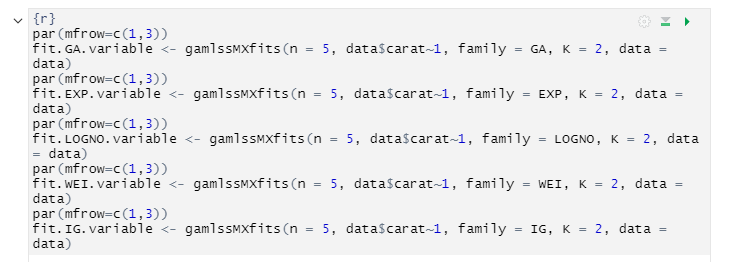 {r}
par(mfrow=c(1,3))
fit.GA.variable <- gamlssMXfits(n = 5, data$carat~1, family = GA, K = 2, data =
data)
par(mfrow=c(1,3))
fit.EXP.variable <- gamlssMXfits(n = 5, data$carat~1, family = EXP, K = 2, data =
data)
par(mfrow=c(1,3))
fit.LOGNO.variable <- gamlssMXfits(n = 5, data$carat~1, family = LOGNO, K = 2, data
= data)
par(mfrow=c(1,3))
fit.WEI.variable <- gamlssMXfits(n = 5, data$carat~1, family = WEI, K = 2, data =
data)
par(mfrow=c(1,3))
fit.IG.variable <- gamlssMXfits(n = 5, data$carat~1, family = IG, K = 2, data =
data)